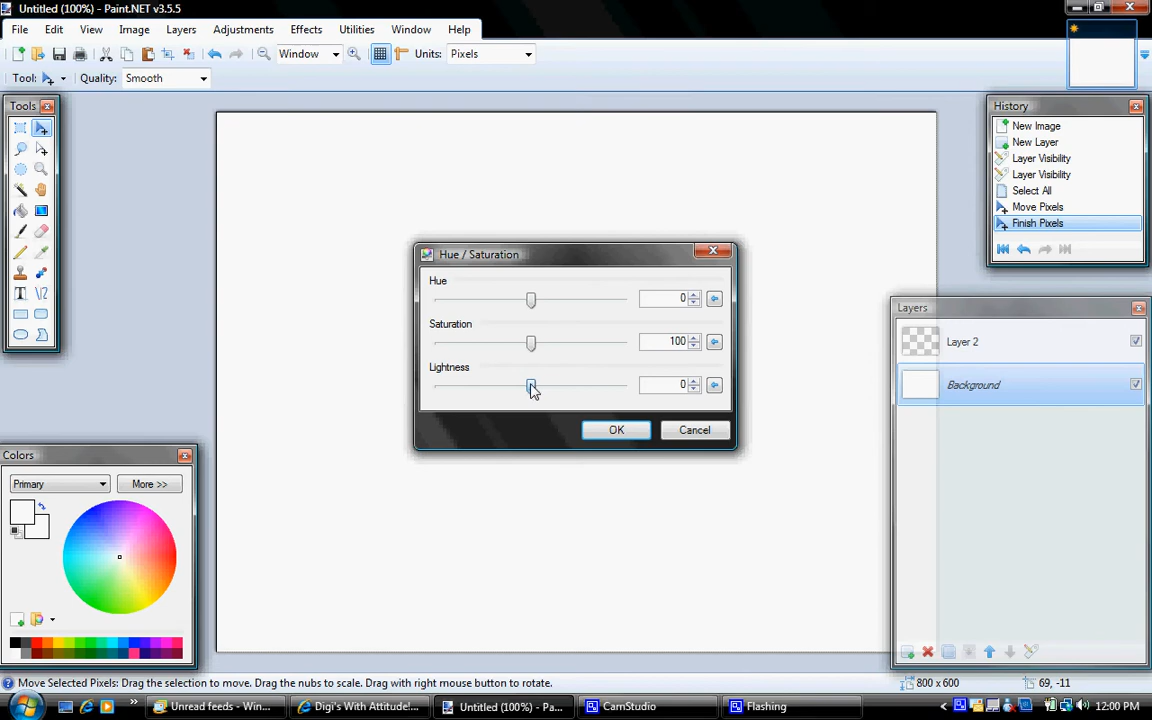 Untitled (100%) - Paint.NET v3.5.5
File Edit View Image Layers Adjustments Effects Utilities Window Help
Window Units: Pixels
Tool: Quality: Smooth
Tools
History
New Image
New Layer
Layer Visibility
Layer Visibility
Select All
Move Pixels
Finish Pixels
Hue / Saturation
Hue
0
Saturation
100
Lightness
0
OK Cancel
Layers
Layer 2
Background
Colors
Primary More >>
Move Selected Pixels: Drag the selection to move. Drag the nubs to scale. Drag with right mouse button to rotate. 800 x 600 69, -11
Unread feeds - Win... Digi's With Attitude!... Untitled (100%) - Pa... CamStudio Flashing 12:00 PM